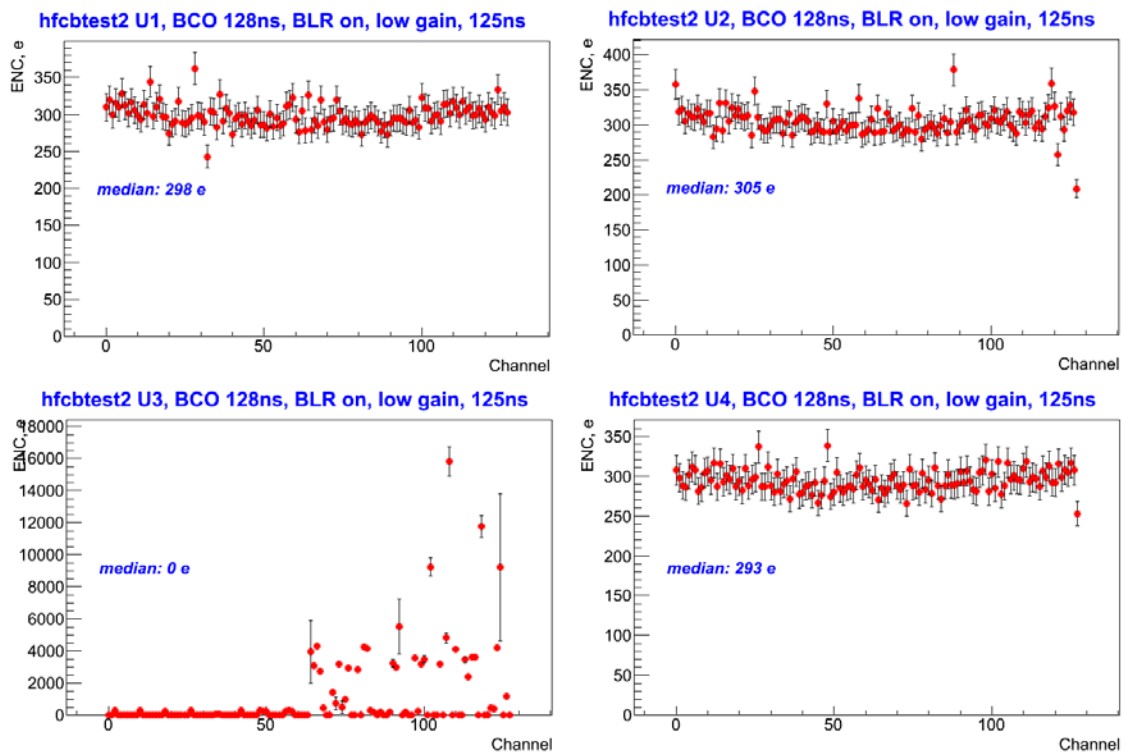 hfcbtest2 U1, BCO 128ns, BLR on, low gain, 125ns
ENC, e
350
300
250
200
150
100
50
0
median: 298 e
0
50
100
Channel
hfcbtest2 U2, BCO 128ns, BLR on, low gain, 125ns
ENC, e
400
350
300
250
200
150
100
50
0
median: 305 e
0
50
100
Channel
hfcbtest2 U3, BCO 128ns, BLR on, low gain, 125ns
ENC, e
18000
16000
14000
12000
10000
8000
6000
4000
2000
0
median: 0 e
0
50
100
Channel
hfcbtest2 U4, BCO 128ns, BLR on, low gain, 125ns
ENC, e
350
300
250
200
150
100
50
0
median: 293 e
0
50
100
Channel